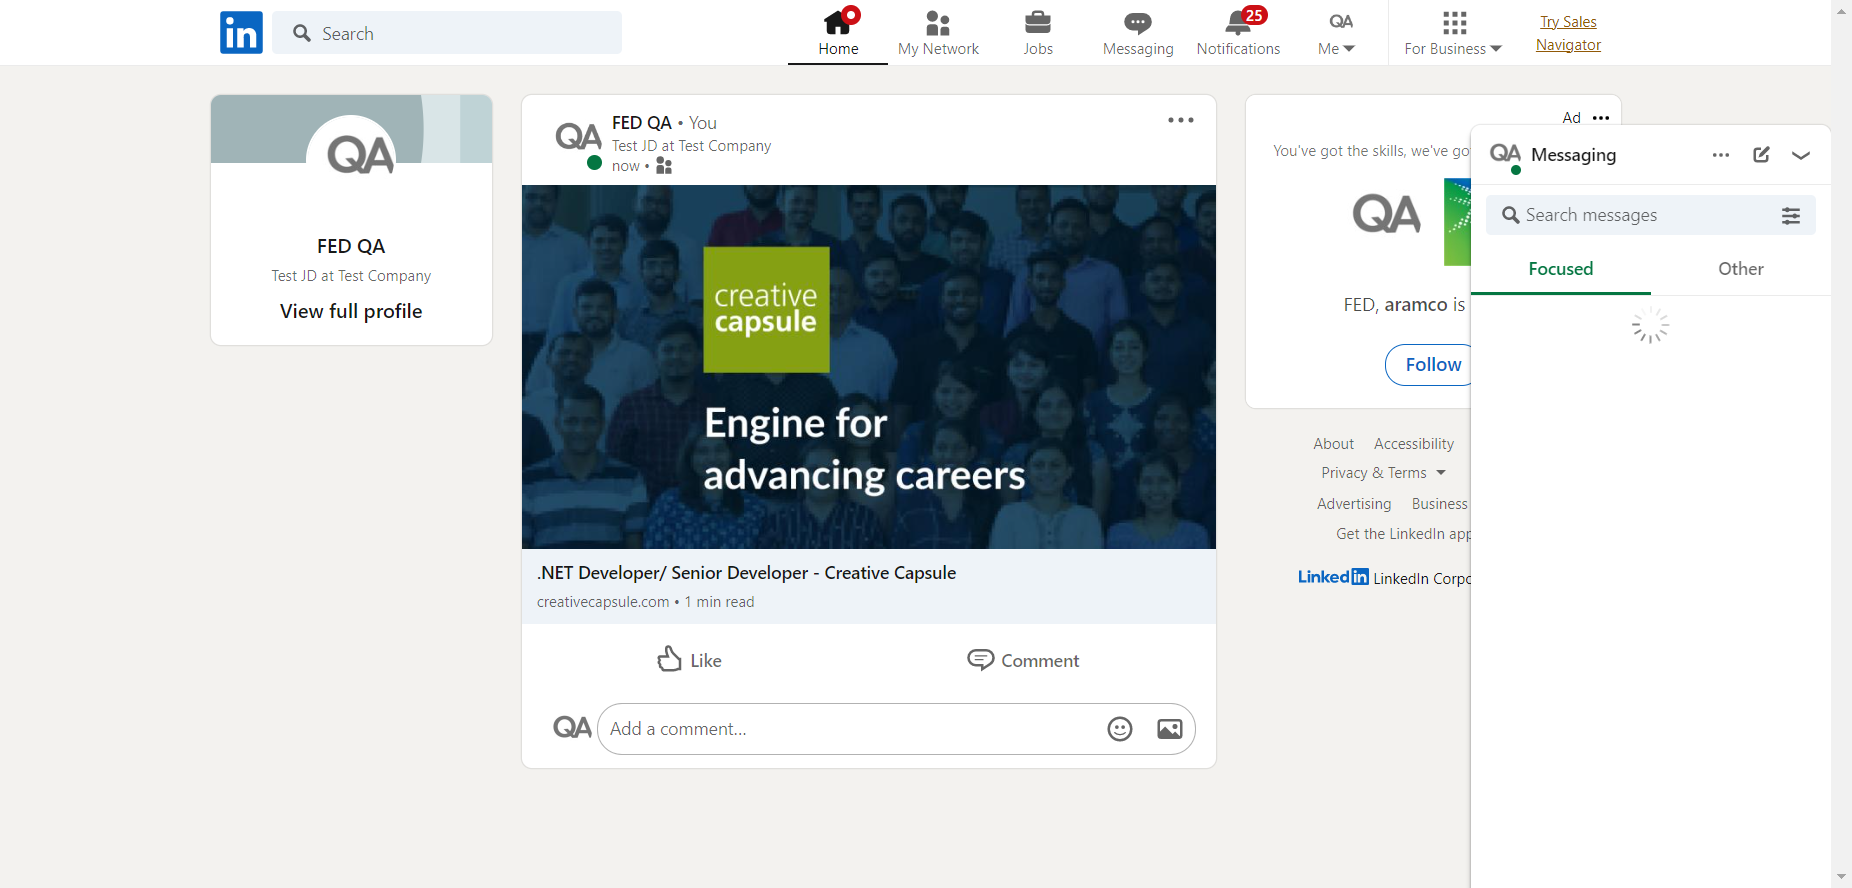 in
Search
Home
My Network
Jobs
Messaging
25
Notifications
QA
Me
For Business
Try Sales
Navigator
QA
FED QA
Test JD at Test Company
View full profile
QA
FED QA • You
Test JD at Test Company
now •
creative
capsule
Engine for
advancing careers
.NET Developer/ Senior Developer - Creative Capsule
creativecapsule.com • 1 min read
Like
Comment
QA
Add a comment...
Ad
You've got the skills, we've go
QA
FED, aramco is
Follow
About
Accessibility
Privacy & Terms
Advertising
Business
Get the LinkedIn app
Linked in LinkedIn Corpo
QA
Messaging
Search messages
Focused
Other